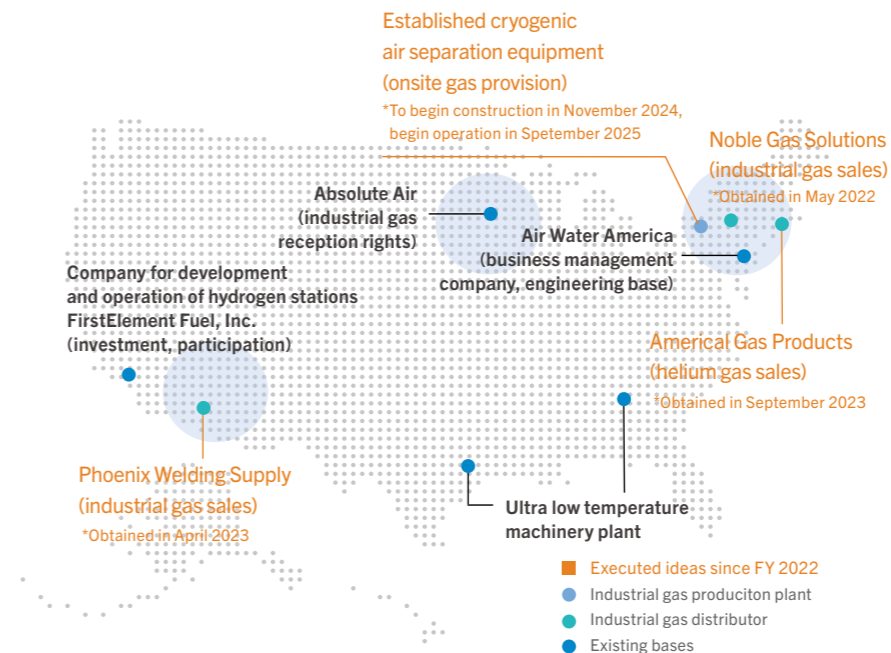 Established cryogenic
air separation equipment
(onsite gas provision)
*To begin construction in November 2024,
begin operation in Spetember 2025
Noble Gas Solutions
(industrial gas sales)
*Obtained in May 2022
Absolute Air
(industrial gas
reception rights)
Air Water America
(business management
company, engineering base)
Company for development
and operation of hydrogen stations
FirstElement Fuel, Inc.
(investment, participation)
Americal Gas Products
(helium gas sales)
*Obtained in September 2023
Phoenix Welding Supply
(industrial gas sales)
*Obtained in April 2023
Ultra low temperature
machinery plant
Executed ideas since FY 2022
Industrial gas produciton plant
Industrial gas distributor
Existing bases